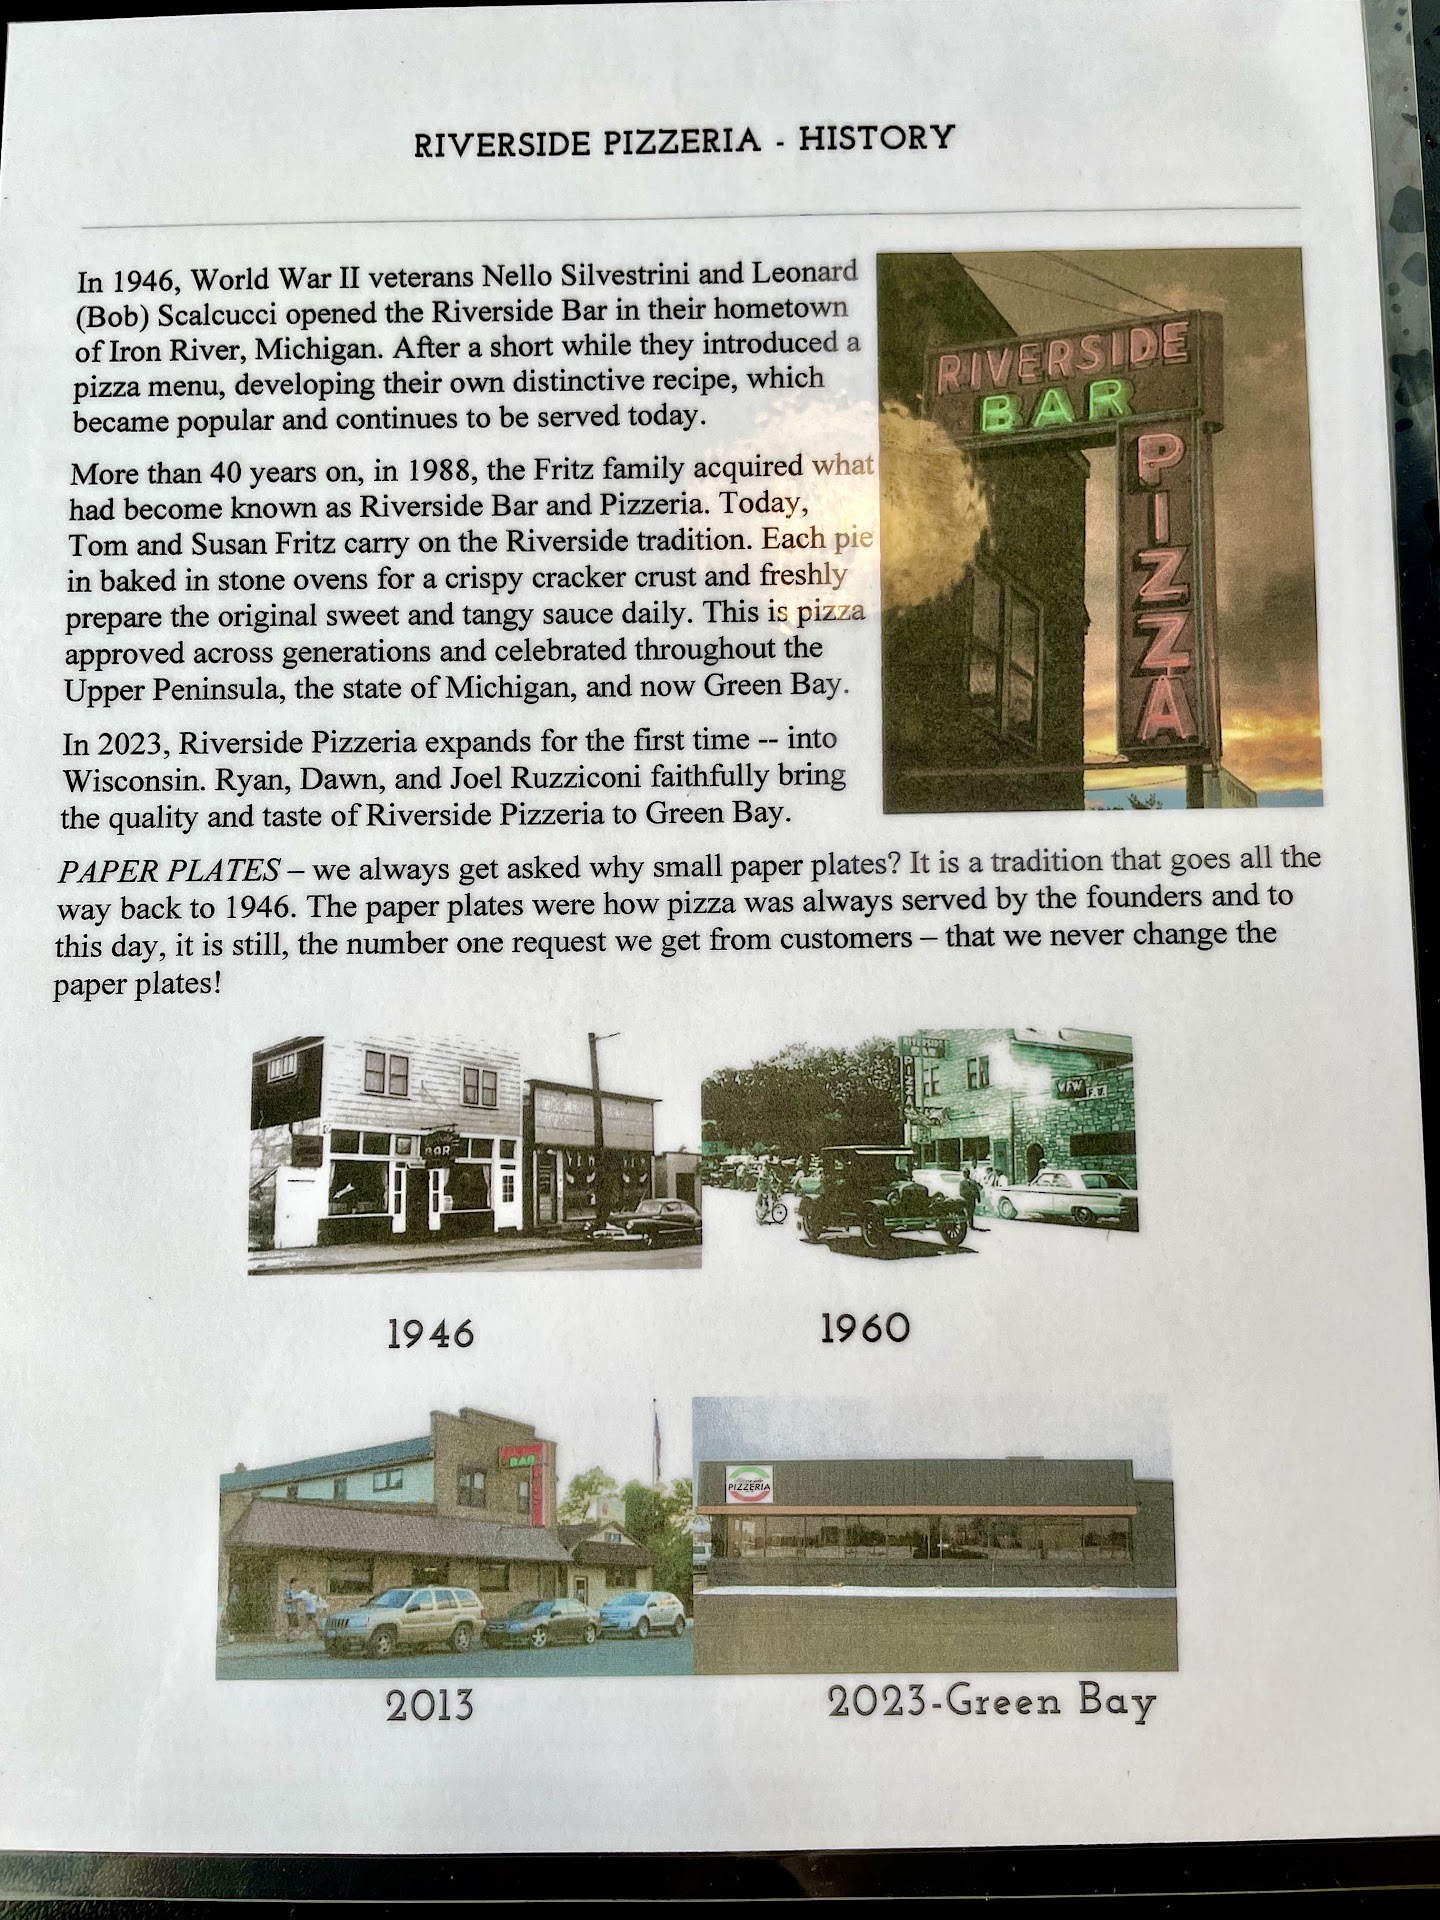 RIVERSIDE PIZZERIA - HISTORY
In 1946, World War II veterans Nello Silvestrini and Leonard
(Bob) Scalcucci opened the Riverside Bar in their hometown
of Iron River, Michigan. After a short while they introduced a
pizza menu, developing their own distinctive recipe, which
became popular and continues to be served today.
More than 40 years on, in 1988, the Fritz family acquired what
had become known as Riverside Bar and Pizzeria. Today,
Tom and Susan Fritz carry on the Riverside tradition. Each pie
in baked in stone ovens for a crispy cracker crust and freshly
prepare the original sweet and tangy sauce daily. This is pizza
approved across generations and celebrated throughout the
Upper Peninsula, the state of Michigan, and now Green Bay.
In 2023, Riverside Pizzeria expands for the first time -- into
Wisconsin. Ryan, Dawn, and Joel Ruzziconi faithfully bring
the quality and taste of Riverside Pizzeria to Green Bay.
RIVERSIDE
BAR
PIZZA
PAPER PLATES – we always get asked why small paper plates? It is a tradition that goes all the
way back to 1946. The paper plates were how pizza was always served by the founders and to
this day, it is still, the number one request we get from customers – that we never change the
paper plates!
BAR
RIVERSIDE
BAR
PIZZA
VFW
1946
1960
BAR
PIZZERIA
2013
2023-Green Bay